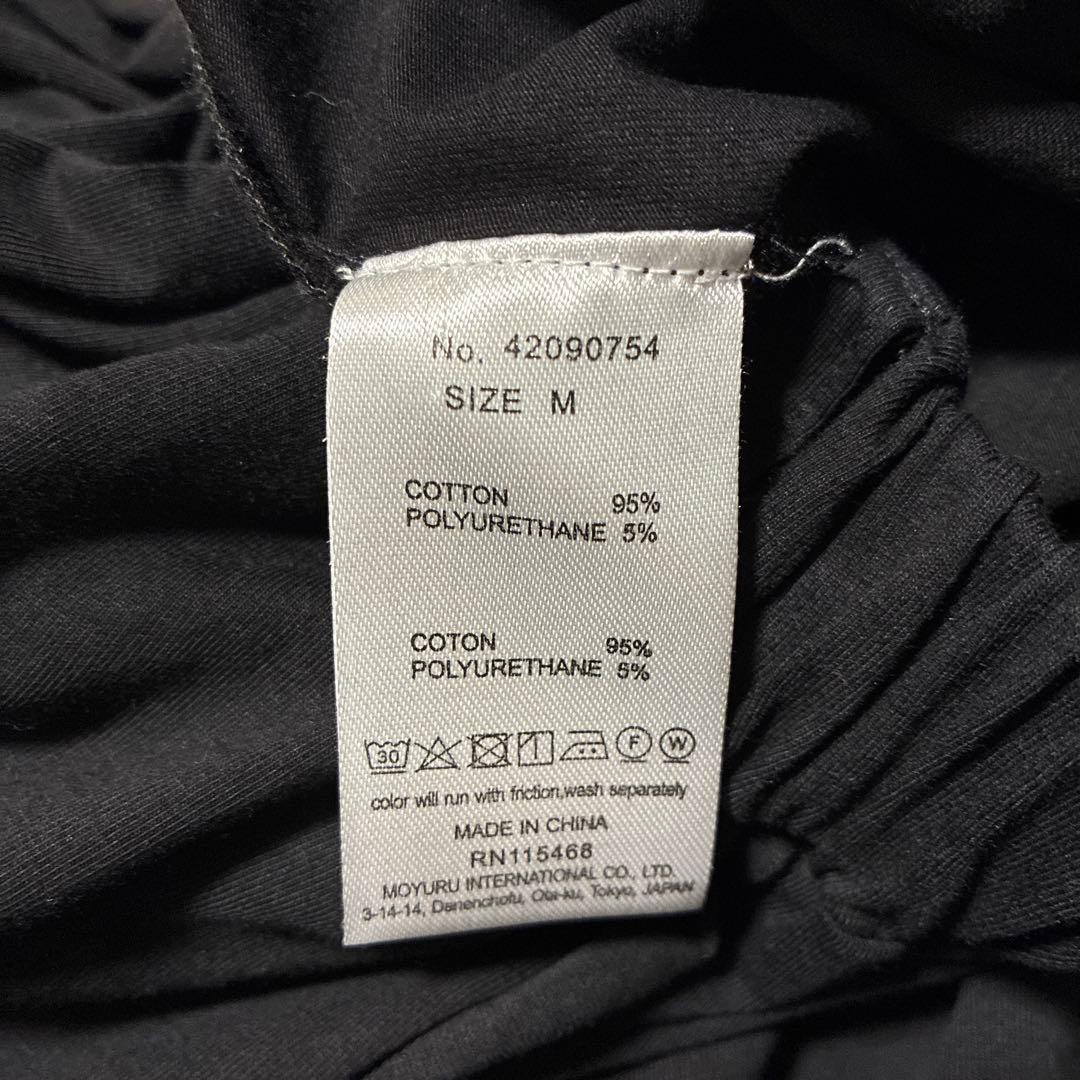 No. 42090754
SIZE M
COTTON 95%
POLYURETHANE 5%
COTON 95%
POLYURETHANE 5%
30 F W
color will run with friction,wash separately
MADE IN CHINA
RN115468
MOYURU INTERNATIONAL CO., LTD.
3-14-14, Denenchofu, Ota-ku, Tokyo, JAPAN